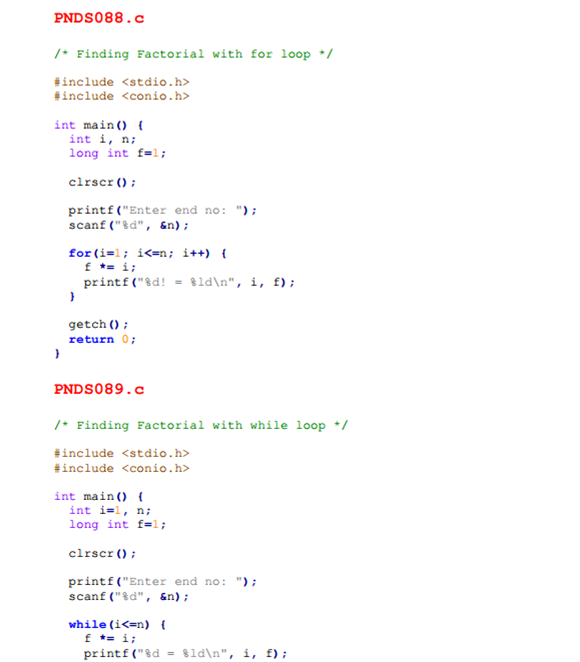 PNDS088.c
/* Finding Factorial with for loop */
#include <stdio.h>
#include <conio.h>
int main() {
int i, n;
long int f=1;
clrscr();
printf("Enter end no: ");
scanf("%d", &n);
for(i=1; i<=n; i++) {
f *= i;
printf("%d! = %ld\n", i, f);
}
getch();
return 0;
}
PNDS089.c
/* Finding Factorial with while loop */
#include <stdio.h>
#include <conio.h>
int main() {
int i=1, n;
long int f=1;
clrscr();
printf("Enter end no: ");
scanf("%d", &n);
while(i<=n) {
f *= i;
printf("%d = %ld\n", i, f);